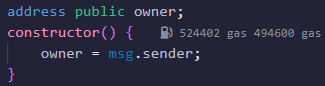 address public owner;
constructor() { 524402 gas 494600 gas
owner = msg.sender;
}